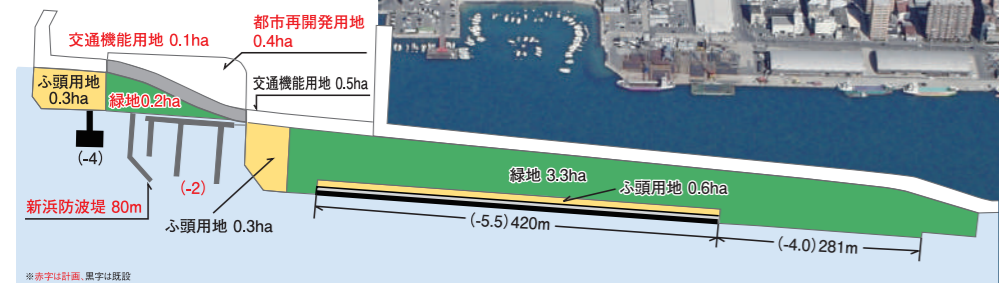 交通機能用地 0.1ha
都市再開発用地
0.4ha
ふ頭用地
0.3ha
緑地0.2ha
交通機能用地 0.5ha
(-4)
(-2)
新浜防波堤 80m
ふ頭用地 0.3ha
緑地 3.3ha
ふ頭用地 0.6ha
(-5.5)420m
(-4.0)281m
※赤字は計画、黒字は既設